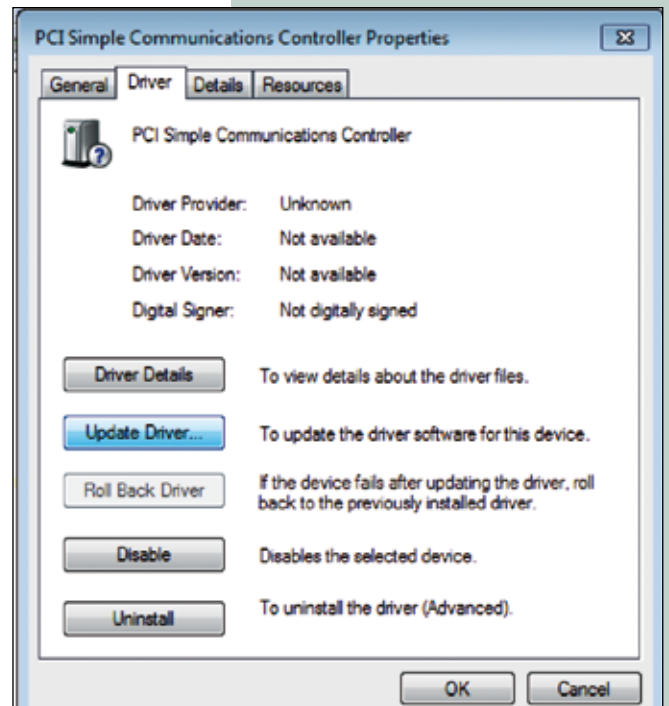 PCI Simple Communications Controller Properties
General Driver Details Resources
PCI Simple Communications Controller
Driver Provider: Unknown
Driver Date: Not available
Driver Version: Not available
Digital Signer: Not digitally signed
Driver Details To view details about the driver files.
Update Driver... To update the driver software for this device.
Roll Back Driver If the device fails after updating the driver, roll
back to the previously installed driver.
Disable Disables the selected device.
Uninstall To uninstall the driver (Advanced).
OK Cancel